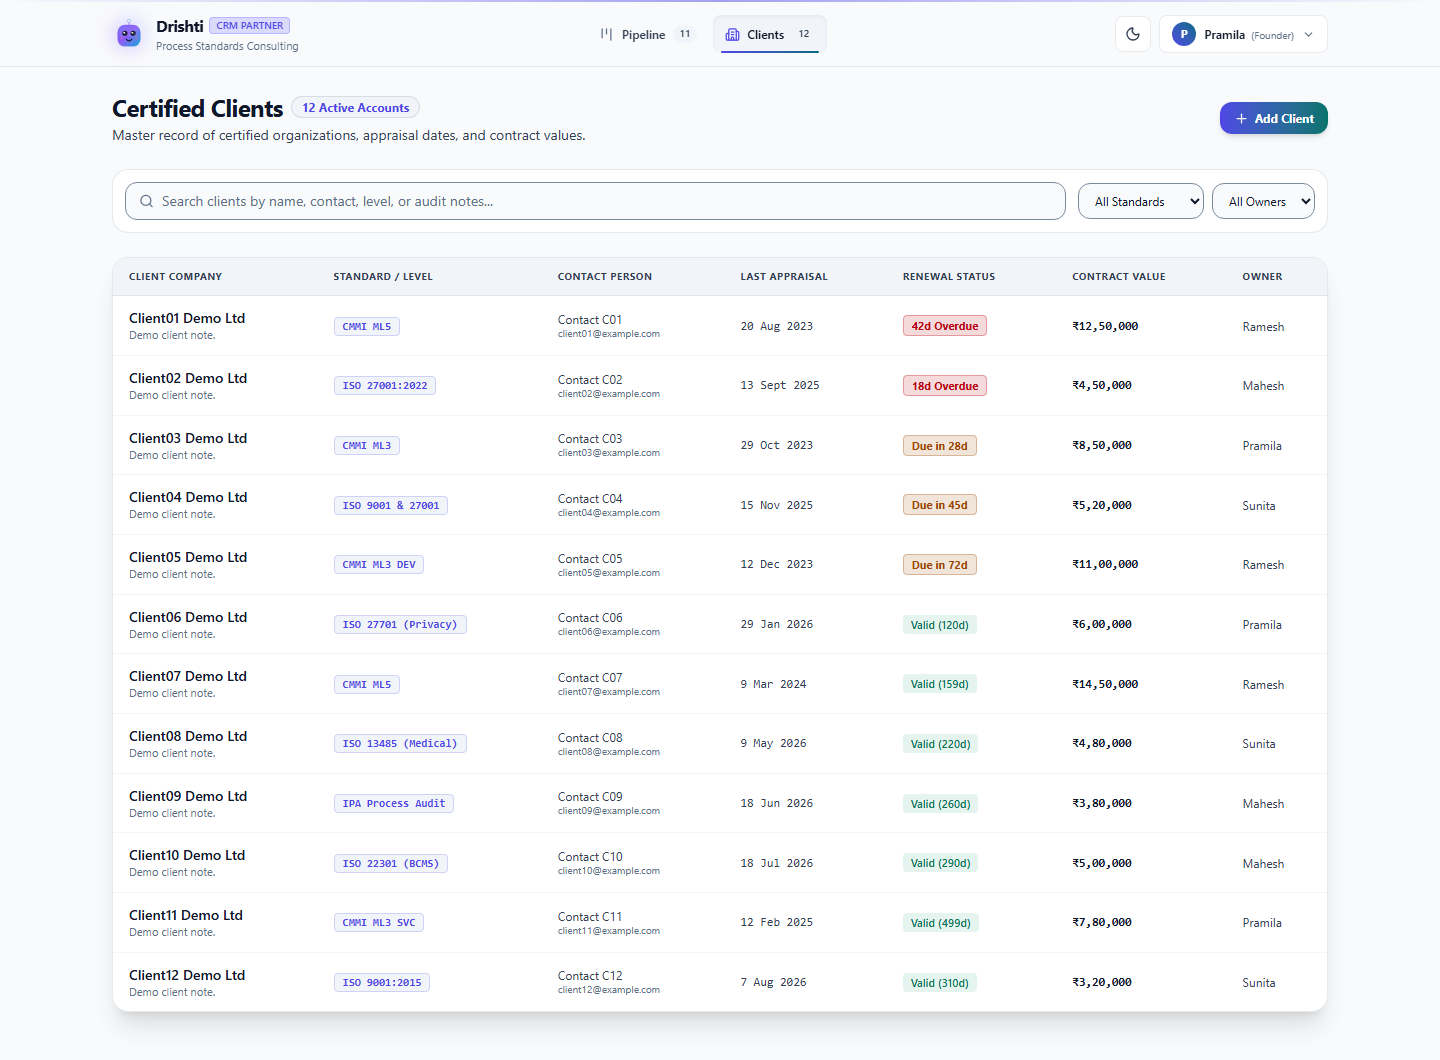 Drishti CRM PARTNER
Process Standards Consulting
Pipeline 11
Clients 12
P Pramila (Founder)
Certified Clients 12 Active Accounts
Master record of certified organizations, appraisal dates, and contract values.
+ Add Client
Search clients by name, contact, level, or audit notes...
All Standards
All Owners
CLIENT COMPANY STANDARD / LEVEL CONTACT PERSON LAST APPRAISAL RENEWAL STATUS CONTRACT VALUE OWNER
Client01 Demo Ltd
Demo client note.
CMMI ML5
Contact C01
client01@example.com
20 Aug 2023
42d Overdue
₹12,50,000
Ramesh
Client02 Demo Ltd
Demo client note.
ISO 27001:2022
Contact C02
client02@example.com
13 Sept 2025
18d Overdue
₹4,50,000
Mahesh
Client03 Demo Ltd
Demo client note.
CMMI ML3
Contact C03
client03@example.com
29 Oct 2023
Due in 28d
₹8,50,000
Pramila
Client04 Demo Ltd
Demo client note.
ISO 9001 & 27001
Contact C04
client04@example.com
15 Nov 2025
Due in 45d
₹5,20,000
Sunita
Client05 Demo Ltd
Demo client note.
CMMI ML3 DEV
Contact C05
client05@example.com
12 Dec 2023
Due in 72d
₹11,00,000
Ramesh
Client06 Demo Ltd
Demo client note.
ISO 27701 (Privacy)
Contact C06
client06@example.com
29 Jan 2026
Valid (120d)
₹6,00,000
Pramila
Client07 Demo Ltd
Demo client note.
CMMI ML5
Contact C07
client07@example.com
9 Mar 2024
Valid (159d)
₹14,50,000
Ramesh
Client08 Demo Ltd
Demo client note.
ISO 13485 (Medical)
Contact C08
client08@example.com
9 May 2026
Valid (220d)
₹4,80,000
Sunita
Client09 Demo Ltd
Demo client note.
IPA Process Audit
Contact C09
client09@example.com
18 Jun 2026
Valid (260d)
₹3,80,000
Mahesh
Client10 Demo Ltd
Demo client note.
ISO 22301 (BCMS)
Contact C10
client10@example.com
18 Jul 2026
Valid (290d)
₹5,00,000
Mahesh
Client11 Demo Ltd
Demo client note.
CMMI ML3 SVC
Contact C11
client11@example.com
12 Feb 2025
Valid (499d)
₹7,80,000
Pramila
Client12 Demo Ltd
Demo client note.
ISO 9001:2015
Contact C12
client12@example.com
7 Aug 2026
Valid (310d)
₹3,20,000
Sunita